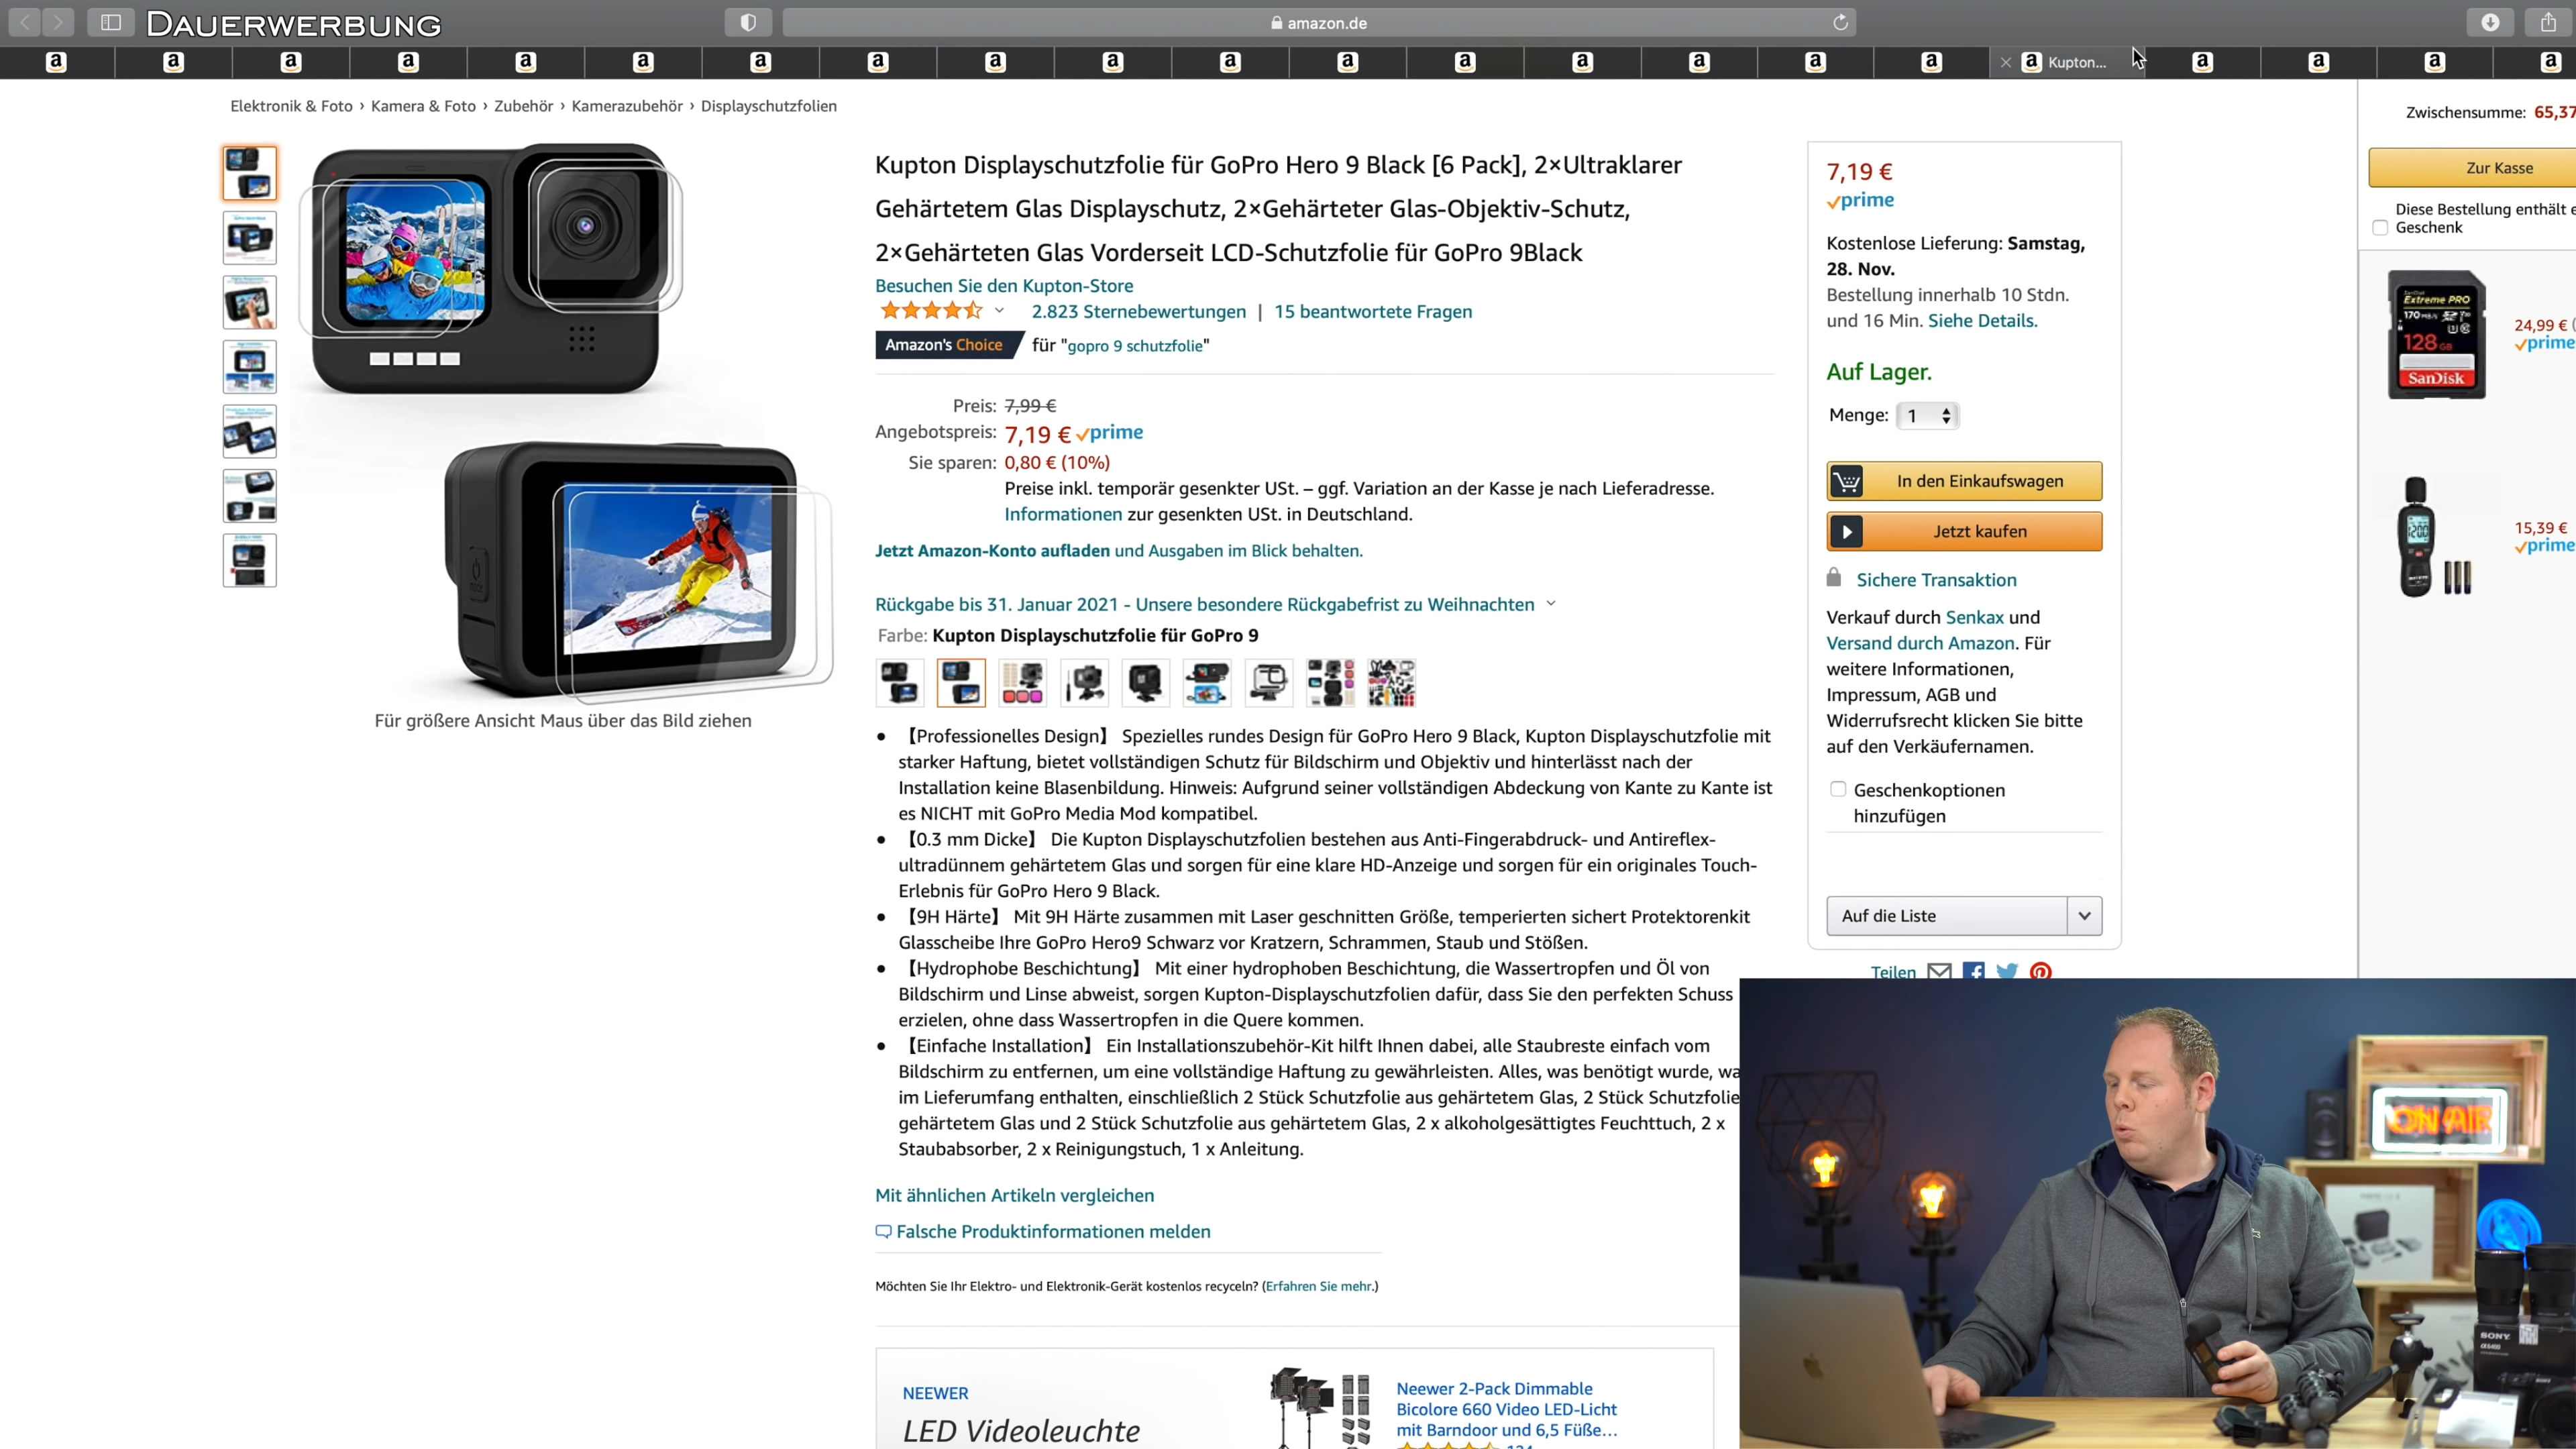 DAUERWERBUNG
amazon.de
Kupton...
Elektronik & Foto › Kamera & Foto › Zubehör › Kamerazubehör › Displayschutzfolien
Kupton Displayschutzfolie für GoPro Hero 9 Black [6 Pack], 2×Ultraklarer
Gehärtetem Glas Displayschutz, 2×Gehärteter Glas-Objektiv-Schutz,
2×Gehärteten Glas Vorderseit LCD-Schutzfolie für GoPro 9Black
Besuchen Sie den Kupton-Store
2.823 Sternebewertungen | 15 beantwortete Fragen
Amazon's Choice für "gopro 9 schutzfolie"
Preis: 7,99 €
Angebotspreis: 7,19 € prime
Sie sparen: 0,80 € (10%)
Preise inkl. temporär gesenkter USt. – ggf. Variation an der Kasse je nach Lieferadresse.
Informationen zur gesenkten USt. in Deutschland.
Jetzt Amazon-Konto aufladen und Ausgaben im Blick behalten.
Rückgabe bis 31. Januar 2021 - Unsere besondere Rückgabefrist zu Weihnachten
Farbe: Kupton Displayschutzfolie für GoPro 9
Für größere Ansicht Maus über das Bild ziehen
● 【Professionelles Design】 Spezielles rundes Design für GoPro Hero 9 Black, Kupton Displayschutzfolie mit
starker Haftung, bietet vollständigen Schutz für Bildschirm und Objektiv und hinterlässt nach der
Installation keine Blasenbildung. Hinweis: Aufgrund seiner vollständigen Abdeckung von Kante zu Kante ist
es NICHT mit GoPro Media Mod kompatibel.
● 【0.3 mm Dicke】 Die Kupton Displayschutzfolien bestehen aus Anti-Fingerabdruck- und Antireflex-
ultradünnem gehärtetem Glas und sorgen für eine klare HD-Anzeige und sorgen für ein originales Touch-
Erlebnis für GoPro Hero 9 Black.
● 【9H Härte】 Mit 9H Härte zusammen mit Laser geschnitten Größe, temperierten sichert Protektorenkit
Glasscheibe Ihre GoPro Hero9 Schwarz vor Kratzern, Schrammen, Staub und Stößen.
● 【Hydrophobe Beschichtung】 Mit einer hydrophoben Beschichtung, die Wassertropfen und Öl von
Bildschirm und Linse abweist, sorgen Kupton-Displayschutzfolien dafür, dass Sie den perfekten Schuss
erzielen, ohne dass Wassertropfen in die Quere kommen.
● 【Einfache Installation】 Ein Installationszubehör-Kit hilft Ihnen dabei, alle Staubreste einfach vom
Bildschirm zu entfernen, um eine vollständige Haftung zu gewährleisten. Alles, was benötigt wurde, wa
im Lieferumfang enthalten, einschließlich 2 Stück Schutzfolie aus gehärtetem Glas, 2 Stück Schutzfolie
gehärtetem Glas und 2 Stück Schutzfolie aus gehärtetem Glas, 2 x alkoholgesättigtes Feuchttuch, 2 x
Staubabsorber, 2 x Reinigungstuch, 1 x Anleitung.
Mit ähnlichen Artikeln vergleichen
Falsche Produktinformationen melden
Möchten Sie Ihr Elektro- und Elektronik-Gerät kostenlos recyceln? (Erfahren Sie mehr.)
NEEWER
LED Videoleuchte
Neewer 2-Pack Dimmable
Bicolore 660 Video LED-Licht
mit Barndoor und 6,5 Füße...
7,19 €
prime
Kostenlose Lieferung: Samstag,
28. Nov.
Bestellung innerhalb 10 Stdn.
und 16 Min. Siehe Details.
Auf Lager.
Menge: 1
In den Einkaufswagen
Jetzt kaufen
Sichere Transaktion
Verkauf durch Senkax und
Versand durch Amazon. Für
weitere Informationen,
Impressum, AGB und
Widerrufsrecht klicken Sie bitte
auf den Verkäufernamen.
Geschenkoptionen
hinzufügen
Auf die Liste
Teilen
Zwischensumme: 65,37
Zur Kasse
Diese Bestellung enthält e
Geschenk
Extreme PRO
170 MB/s
128 GB
SanDisk
24,99 € (
prime
15,39 €
prime
ON AIR
SONY